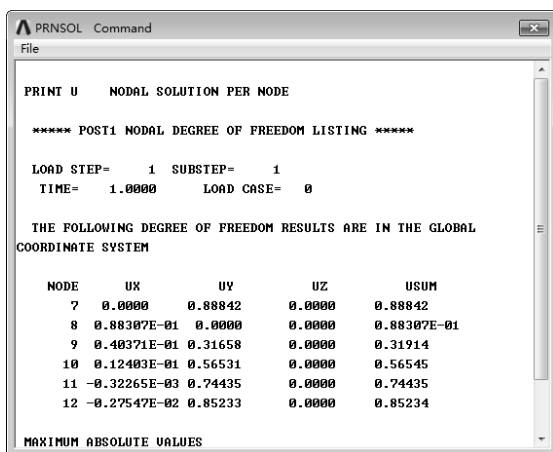 PRNSOL Command
File
PRINT U NODAL SOLUTION PER NODE
***** POST1 NODAL DEGREE OF FREEDOM LISTING *****
LOAD STEP= 1 SUBSTEP= 1
TIME= 1.0000 LOAD CASE= 0
THE FOLLOWING DEGREE OF FREEDOM RESULTS ARE IN THE GLOBAL
COORDINATE SYSTEM
NODE UX UY UZ USUM
7 0.0000 0.88842 0.0000 0.88842
8 0.88307E-01 0.0000 0.0000 0.88307E-01
9 0.40371E-01 0.31658 0.0000 0.31914
10 0.12403E-01 0.56531 0.0000 0.56545
11 -0.32265E-03 0.74435 0.0000 0.74435
12 -0.27547E-02 0.85233 0.0000 0.85234
MAXIMUM ABSOLUTE VALUES